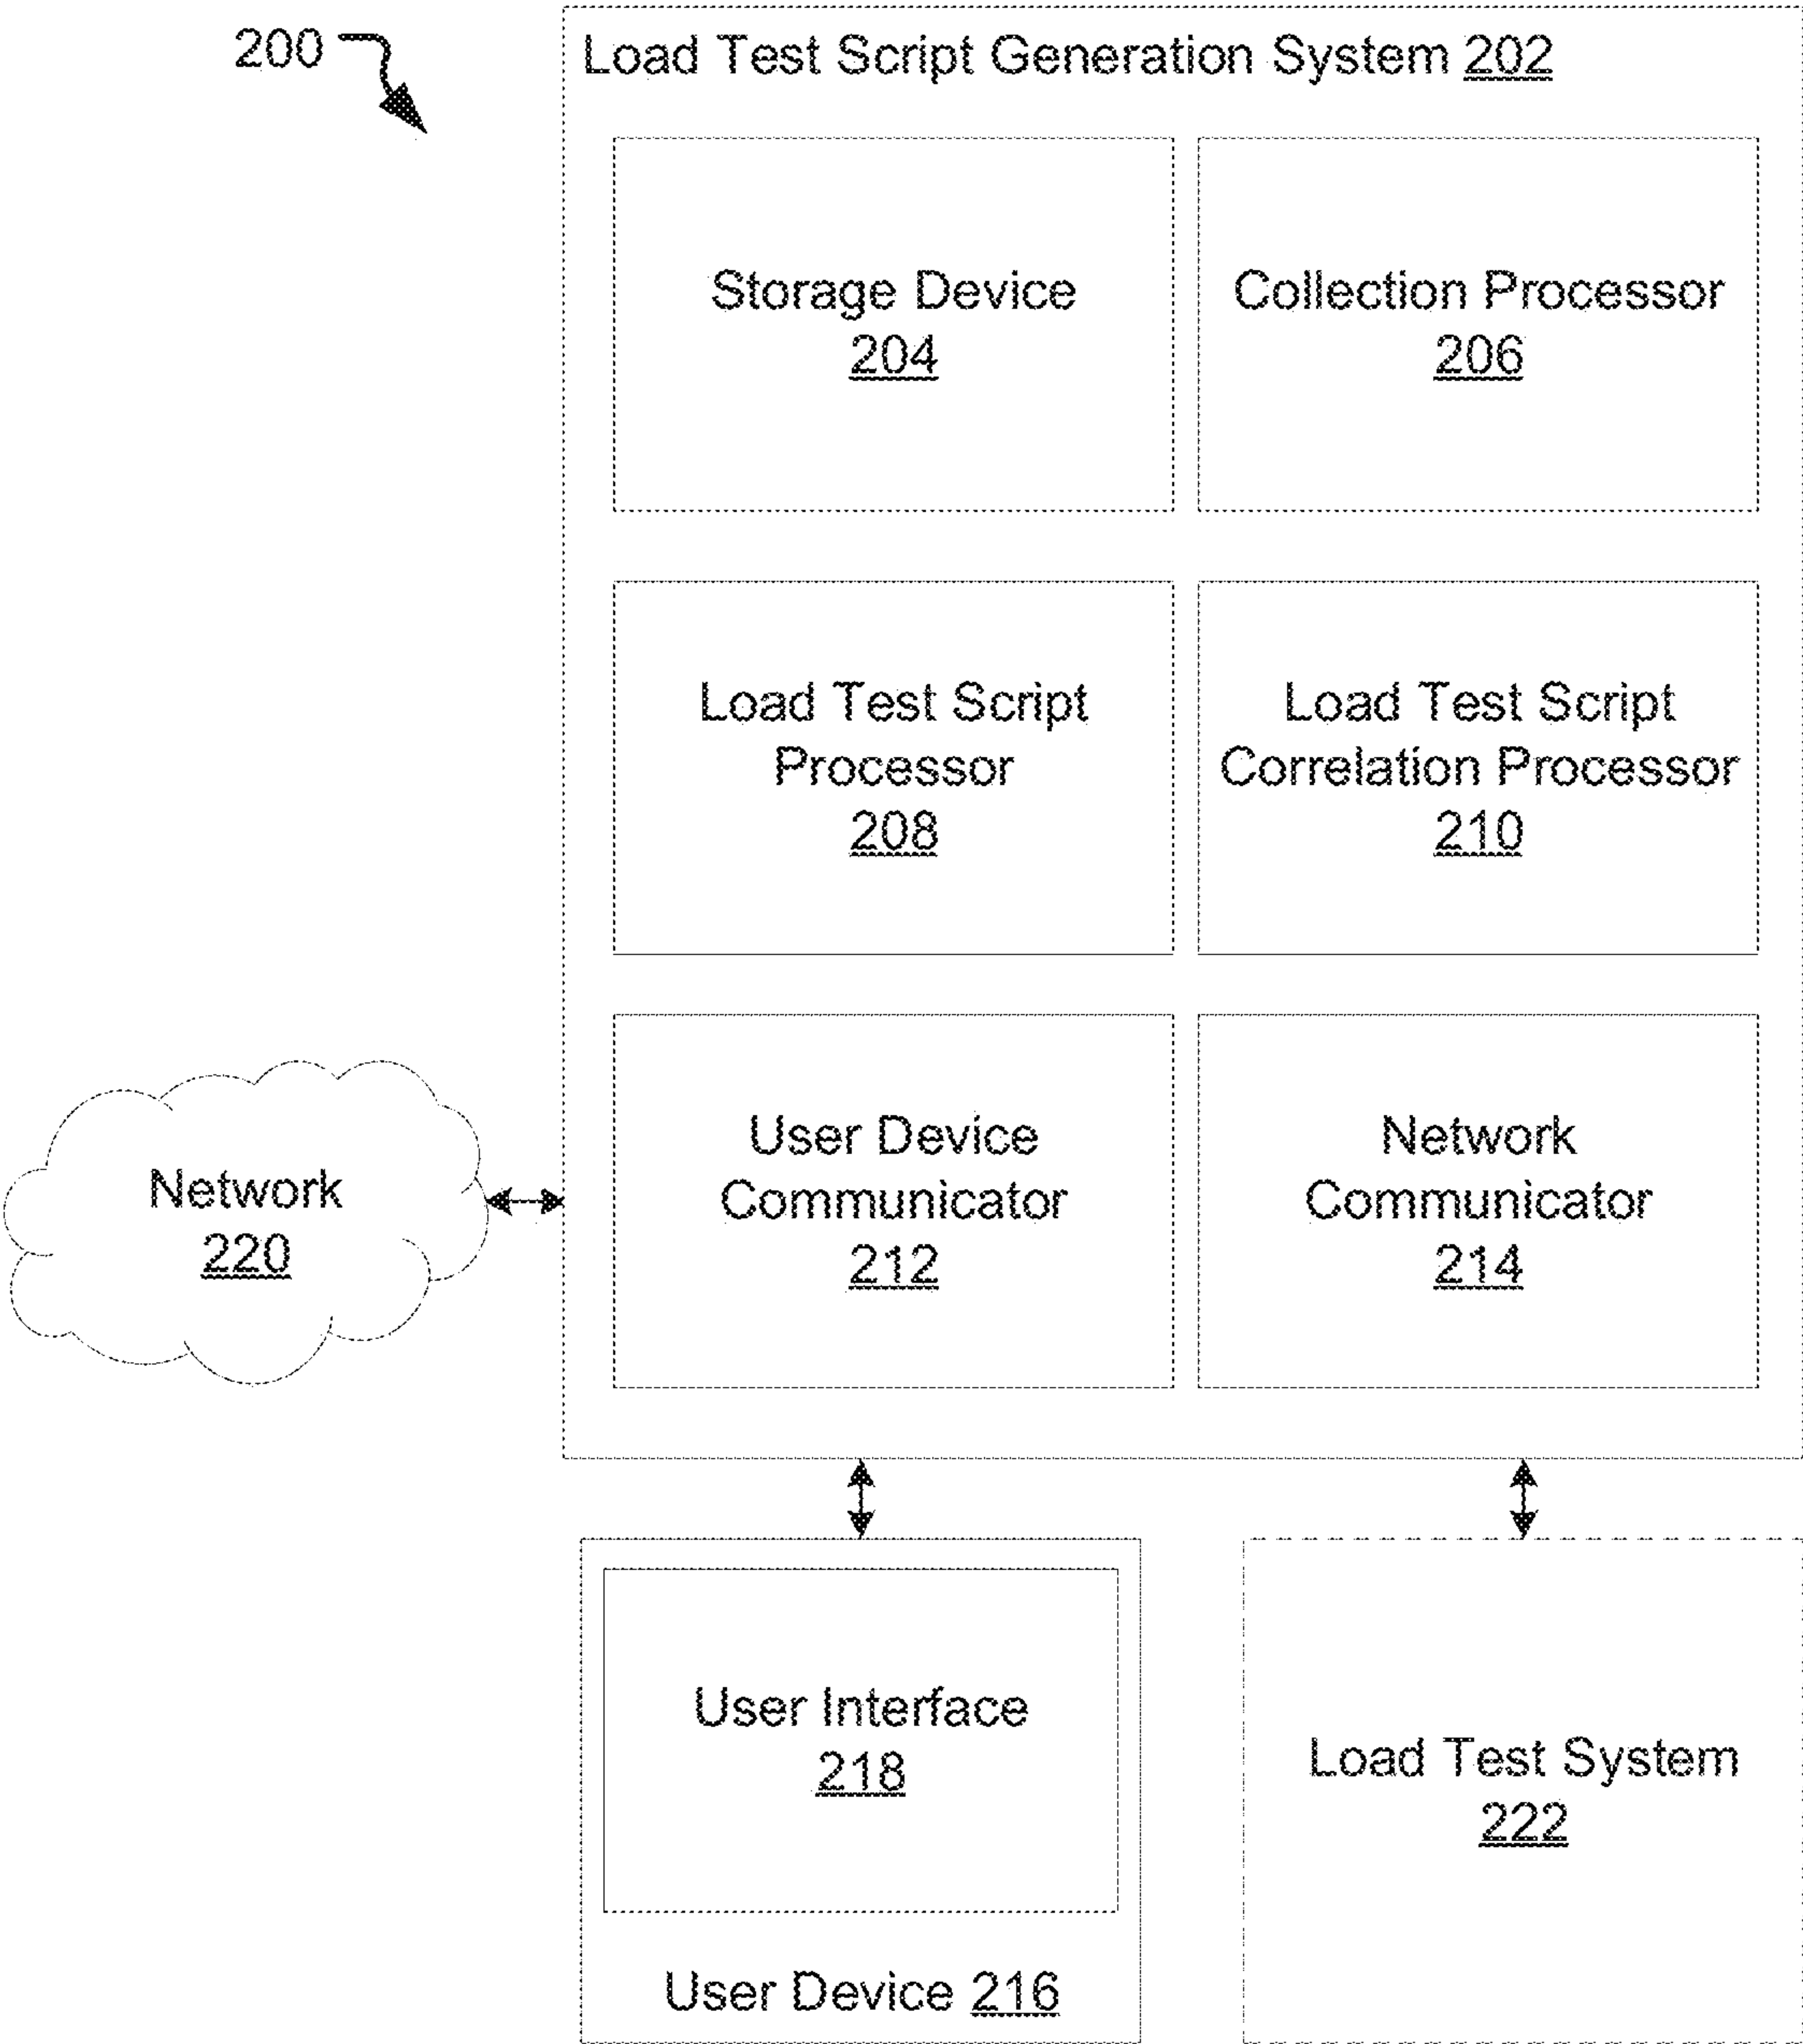 200
Load Test Script Generation System 202
Storage Device
204
Collection Processor
206
Load Test Script
Processor
208
Load Test Script
Correlation Processor
210
User Device
Communicator
212
Network
Communicator
214
Network
220
User Interface
218
User Device 216
Load Test System
222